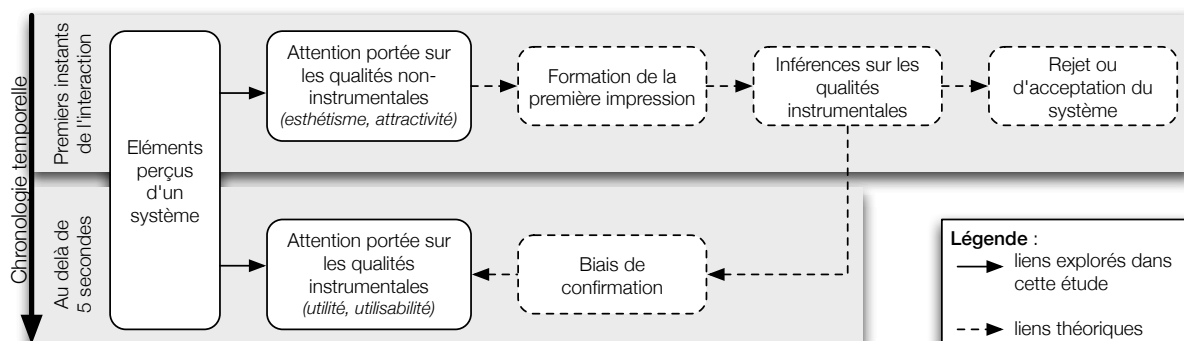 Chronologie temporelle
Premiers instants
de l'interaction
Eléments
perçus
d'un
système
Attention portée sur
les qualités non-
instrumentales
(esthétisme, attractivité)
Formation de la
première impression
Inférences sur les
qualités
instrumentales
Rejet ou
d'acceptation du
système
Au delà de
5 secondes
Attention portée sur
les qualités
instrumentales
(utilité, utilisabilité)
Biais de
confirmation
Légende :
liens explorés dans
cette étude
liens théoriques